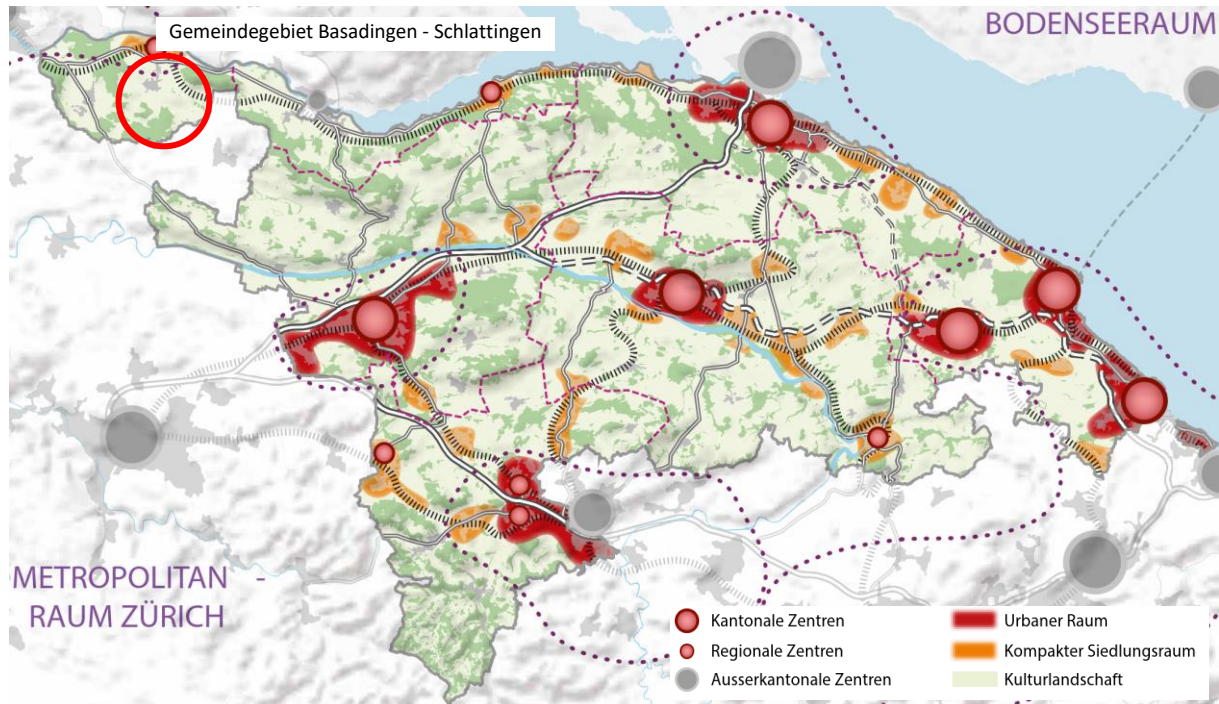 Gemeindegebiet Basadingen - Schlattingen
BODENSEERAUM
METROPOLITAN -
RAUM ZÜRICH
Kantonale Zentren
Regionale Zentren
Ausserkantonale Zentren
Urbaner Raum
Kompakter Siedlungsraum
Kulturlandschaft